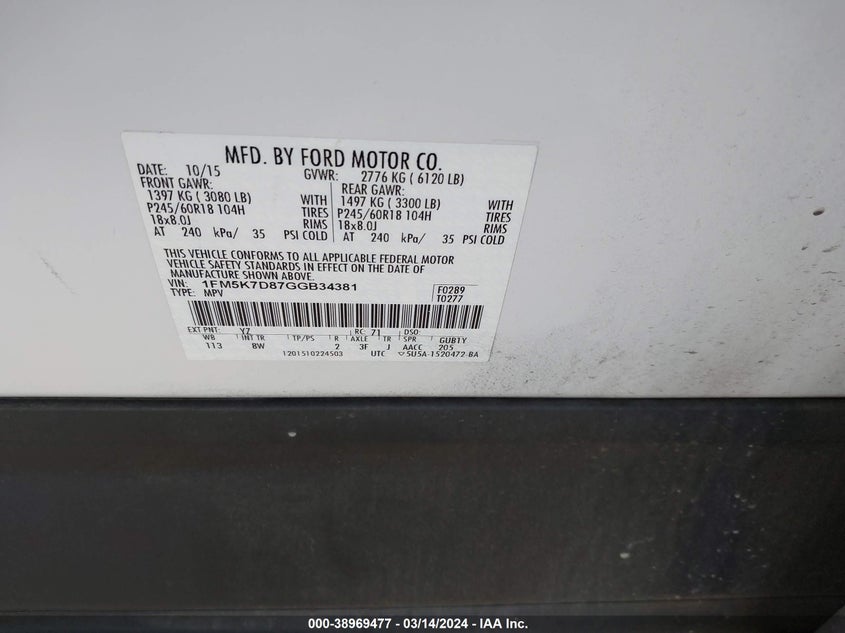 MFD. BY FORD MOTOR CO.
DATE: 10/15 GVWR: 2776 KG ( 6120 LB)
FRONT GAWR: REAR GAWR:
1397 KG ( 3080 LB) WITH 1497 KG ( 3300 LB) WITH
P245/60R18 104H TIRES P245/60R18 104H TIRES
18x8.0J RIMS 18x8.0J RIMS
AT 240 kPa/ 35 PSI COLD AT 240 kPa/ 35 PSI COLD
THIS VEHICLE CONFORMS TO ALL APPLICABLE FEDERAL MOTOR
VEHICLE SAFETY STANDARDS IN EFFECT ON THE DATE OF
MANUFACTURE SHOWN ABOVE.
VIN: 1FM5K7D87GGB34381 F0289
TYPE: MPV T0277
EXT PNT: YZ RC: 71 DSO:
WB INT TR TP/PS R AXLE TR SPR GUB1Y
113 8W 2 3F J AACC 205
1201510224503 UTC ▽5U5A-1520472-BA
000-38969477 - 03/14/2024 - IAA Inc.